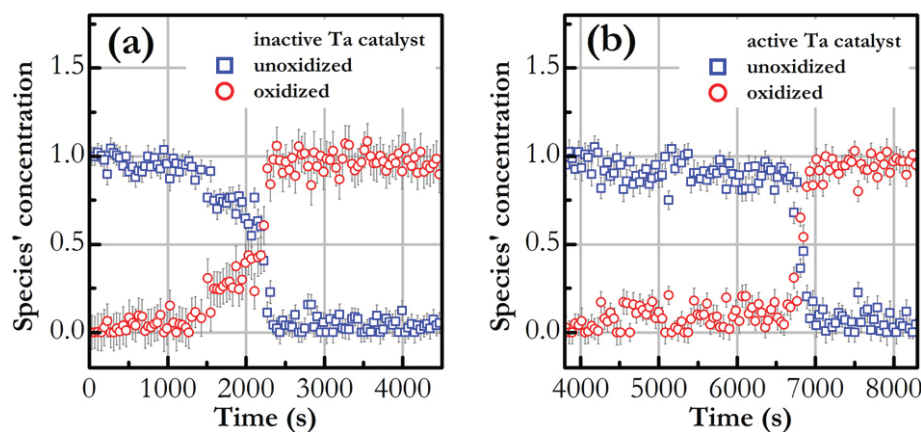 (a)
inactive Ta catalyst
unoxidized
oxidized
1.5
1.0
0.5
0.0
Species' concentration
0 1000 2000 3000 4000
Time (s)
(b)
active Ta catalyst
unoxidized
oxidized
1.5
1.0
0.5
0.0
Species' concentration
4000 5000 6000 7000 8000
Time (s)